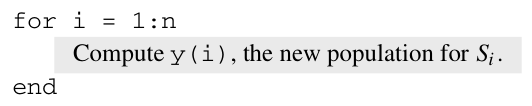 for i = 1:n
Compute y(i), the new population for Sᵢ.
end